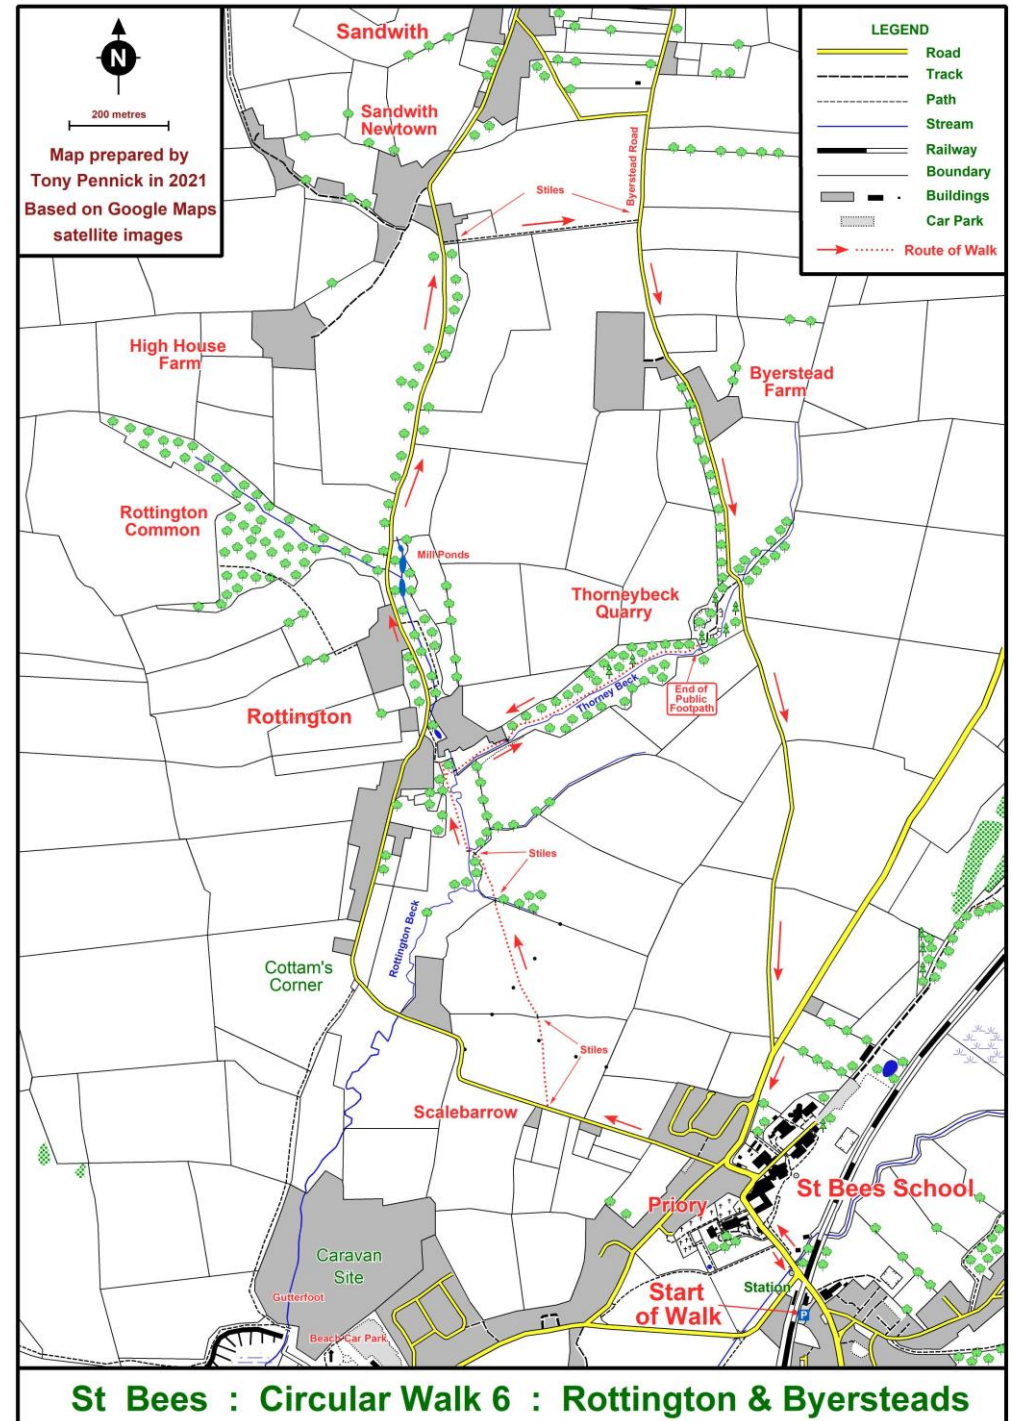 N
200 metres
Map prepared by
Tony Pennick in 2021
Based on Google Maps
satellite images
LEGEND
Road
Track
Path
Stream
Railway
Boundary
Buildings
Car Park
Route of Walk
Sandwith
Sandwith
Newtown
Stiles
Byerstead Road
High House
Farm
Byerstead
Farm
Rottington
Common
Mill Ponds
Thorneybeck
Quarry
Thorney Beck
End of
Public
Footpath
Rottington
Stiles
Rottington Beck
Cottam's
Corner
Stiles
Scalebarrow
St Bees School
Priory
Caravan
Site
Station
Start
of Walk
P
Gutterfoot
Beach Car Park
St Bees : Circular Walk 6 : Rottington & Byersteads